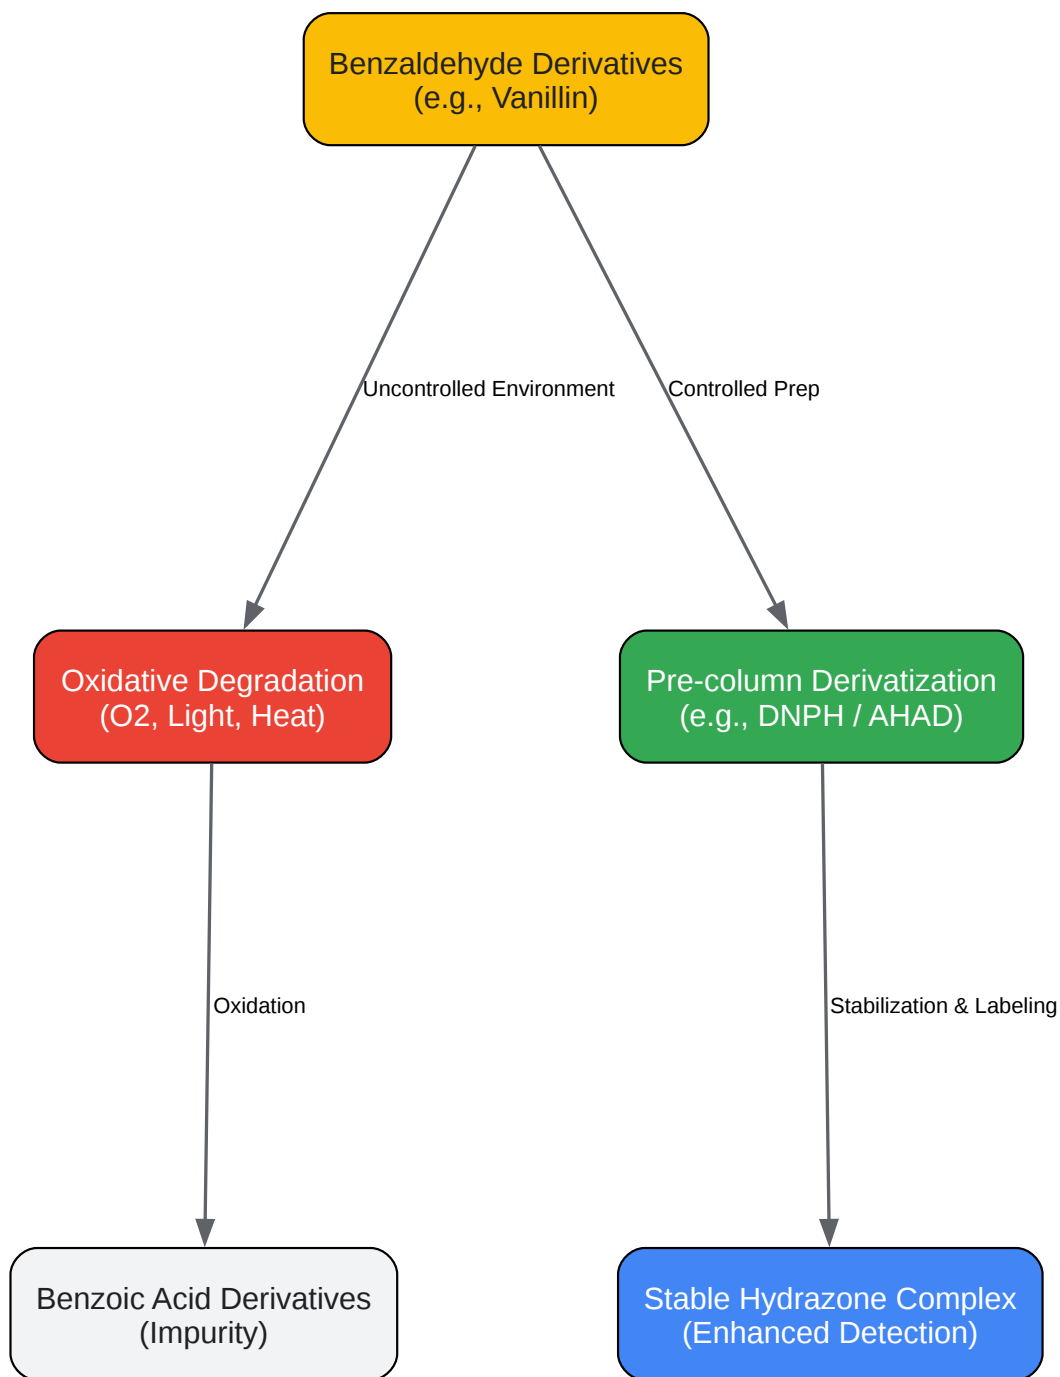 Benzaldehyde Derivatives
(e.g., Vanillin)
Uncontrolled Environment
Controlled Prep
Oxidative Degradation
(O2, Light, Heat)
Pre-column Derivatization
(e.g., DNPH / AHAD)
Oxidation
Stabilization & Labeling
Benzoic Acid Derivatives
(Impurity)
Stable Hydrazone Complex
(Enhanced Detection)